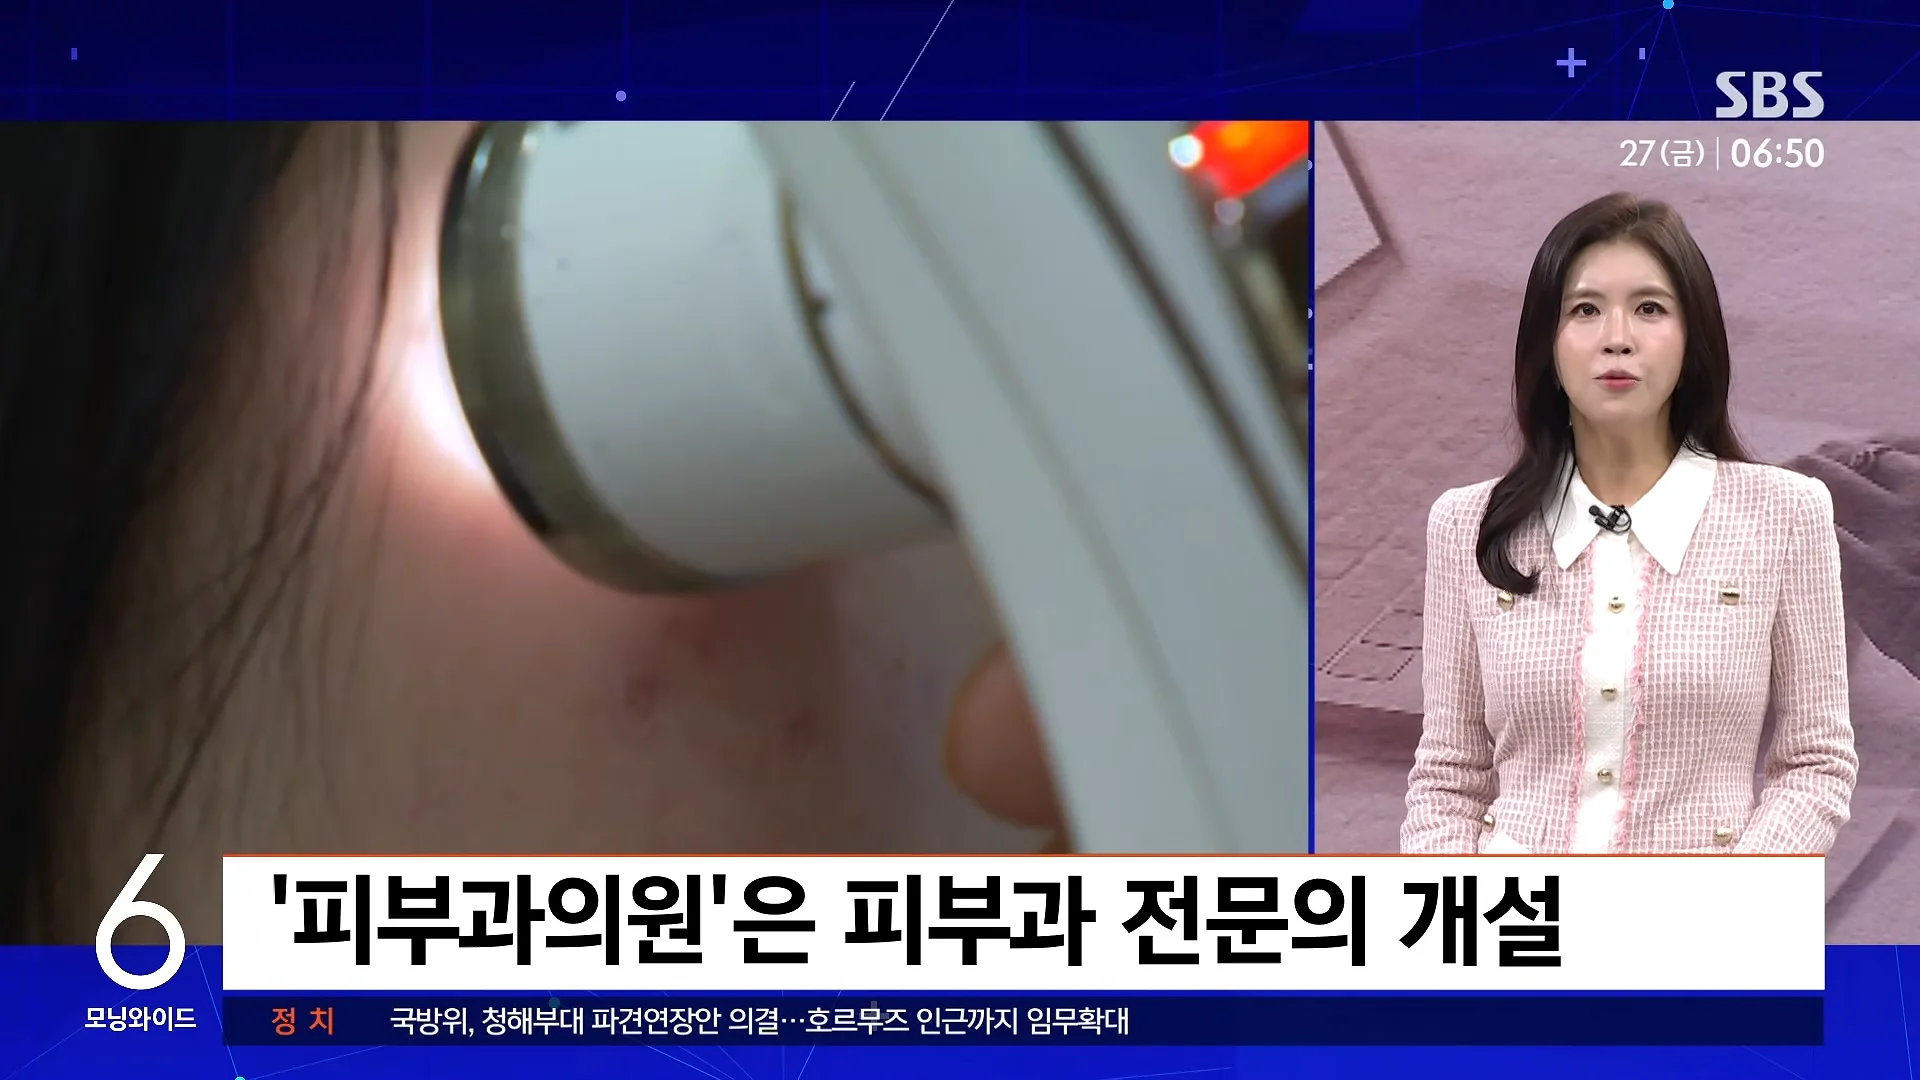 SBS
27(금) | 06:50
'피부과의원'은 피부과 전문의 개설
6
모닝와이드
정 치 국방위, 청해부대 파견연장안 의결…호르무즈 인근까지 임무확대